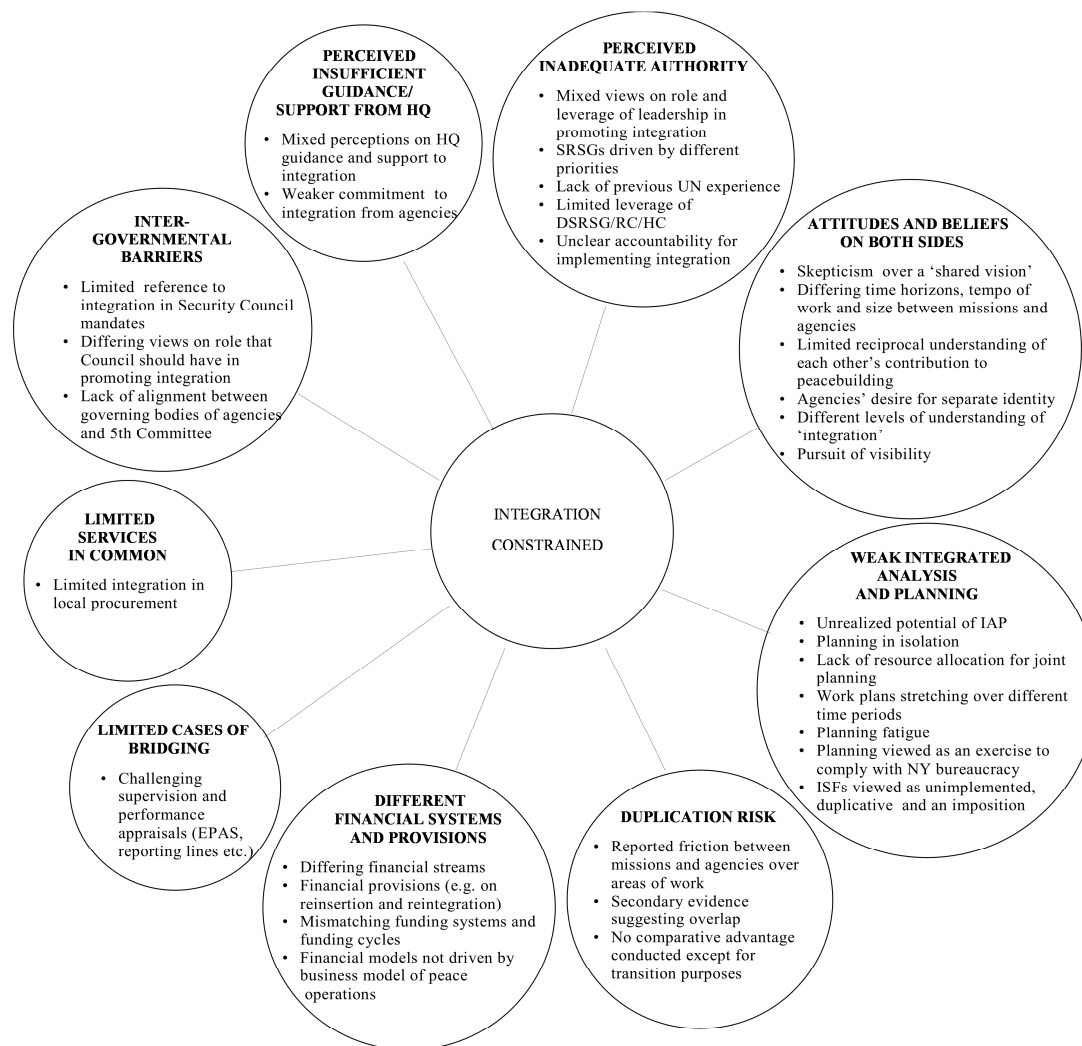 PERCEIVED
INSUFFICIENT
GUIDANCE/
SUPPORT FROM HQ
• Mixed perceptions on HQ
guidance and support to
integration
• Weaker commitment to
integration from agencies
PERCEIVED
INADEQUATE AUTHORITY
• Mixed views on role and
leverage of leadership in
promoting integration
• SRSGs driven by different
priorities
• Lack of previous UN experience
• Limited leverage of
DSRSG/RC/HC
• Unclear accountability for
implementing integration
ATTITUDES AND BELIEFS
ON BOTH SIDES
• Skepticism over a ‘shared vision’
• Differing time horizons, tempo of
work and size between missions and
agencies
• Limited reciprocal understanding of
each other’s contribution to
peacebuilding
• Agencies’ desire for separate identity
• Different levels of understanding of
‘integration’
• Pursuit of visibility
INTER-
GOVERNMENTAL
BARRIERS
• Limited reference to
integration in Security Council
mandates
• Differing views on role that
Council should have in
promoting integration
• Lack of alignment between
governing bodies of agencies
and 5th Committee
INTEGRATION
CONSTRAINED
LIMITED
SERVICES
IN COMMON
• Limited integration in
local procurement
WEAK INTEGRATED
ANALYSIS
AND PLANNING
• Unrealized potential of IAP
• Planning in isolation
• Lack of resource allocation for joint
planning
• Work plans stretching over different
time periods
• Planning fatigue
• Planning viewed as an exercise to
comply with NY bureaucracy
• ISFs viewed as unimplemented,
duplicative and an imposition
LIMITED CASES OF
BRIDGING
• Challenging
supervision and
performance
appraisals (EPAS,
reporting lines etc.)
DIFFERENT
FINANCIAL SYSTEMS
AND PROVISIONS
• Differing financial streams
• Financial provisions (e.g. on
reinsertion and reintegration)
• Mismatching funding systems and
funding cycles
• Financial models not driven by
business model of peace
operations
DUPLICATION RISK
• Reported friction between
missions and agencies over
areas of work
• Secondary evidence
suggesting overlap
• No comparative advantage
conducted except for
transition purposes